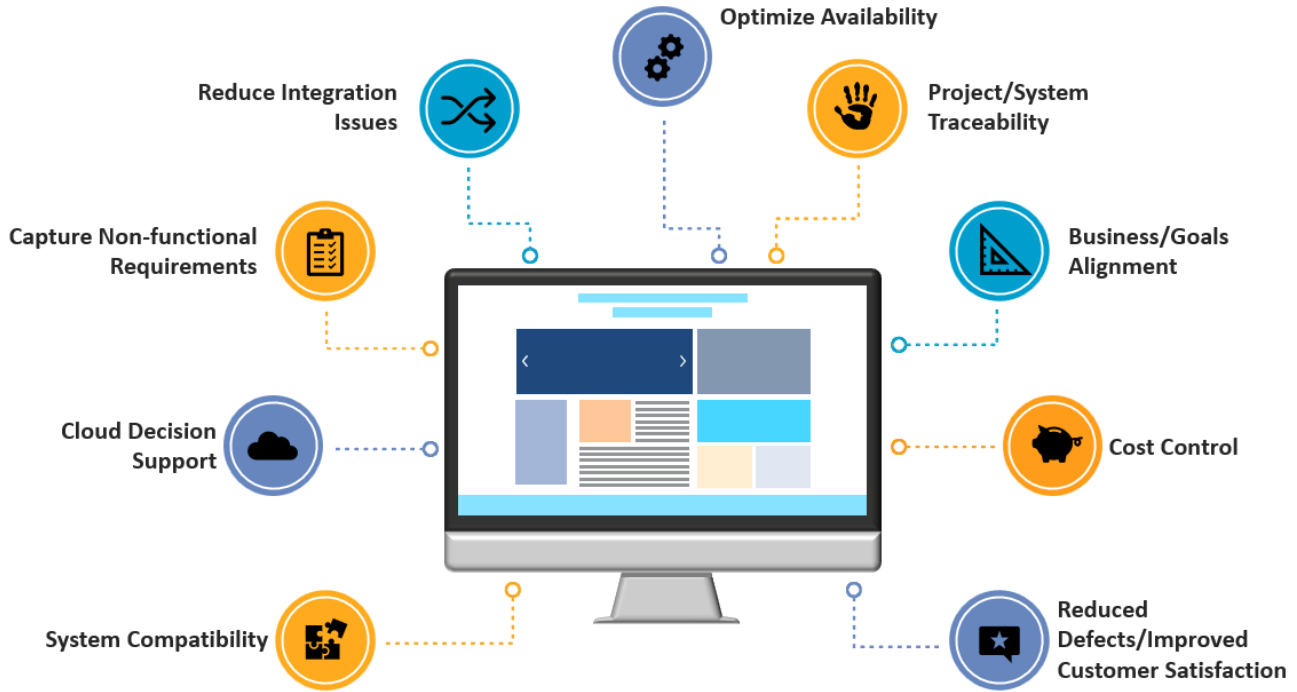 Optimize Availability
Reduce Integration
Issues
Project/System
Traceability
Capture Non-functional
Requirements
Business/Goals
Alignment
Cloud Decision
Support
Cost Control
System Compatibility
Reduced
Defects/Improved
Customer Satisfaction